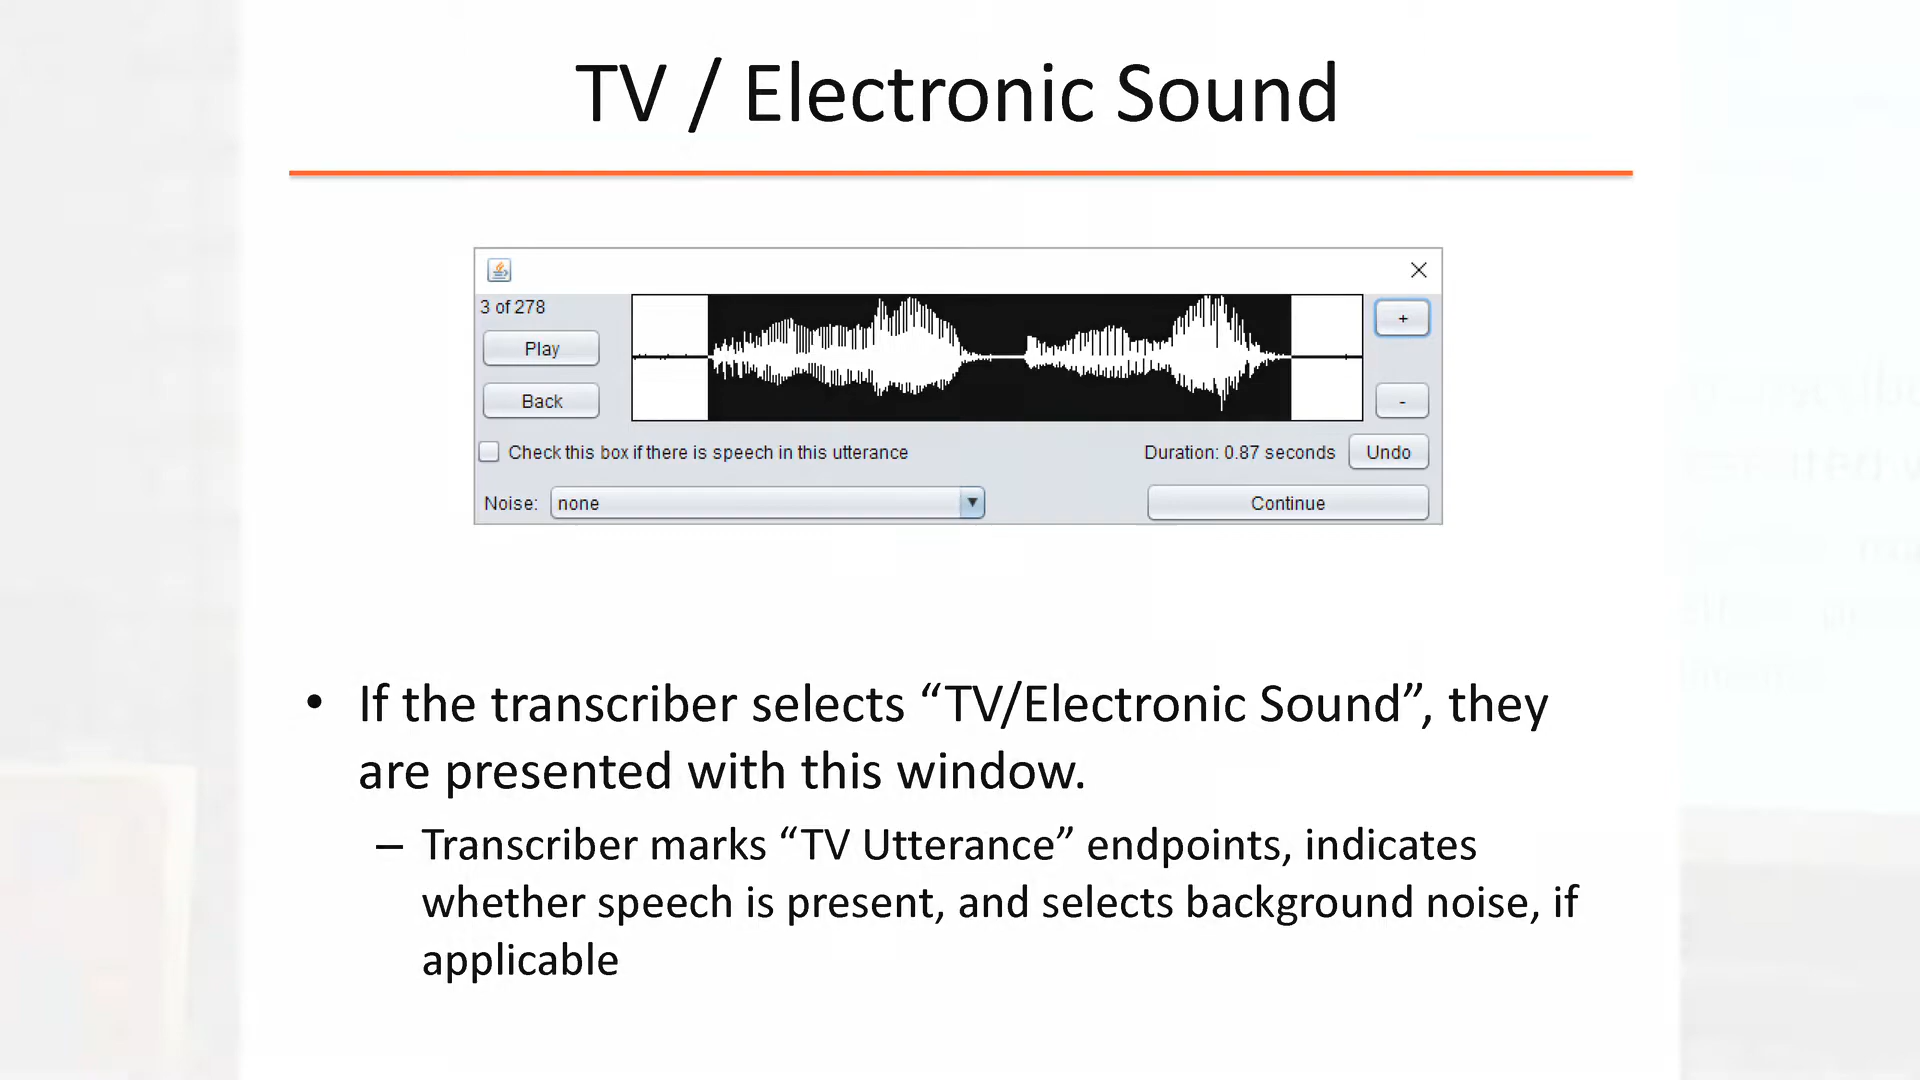 TV / Electronic Sound
3 of 278
Play
Back
+
-
Check this box if there is speech in this utterance
Duration: 0.87 seconds
Undo
Noise:
none
Continue
• If the transcriber selects “TV/Electronic Sound”, they
are presented with this window.
– Transcriber marks “TV Utterance” endpoints, indicates
whether speech is present, and selects background noise, if
applicable